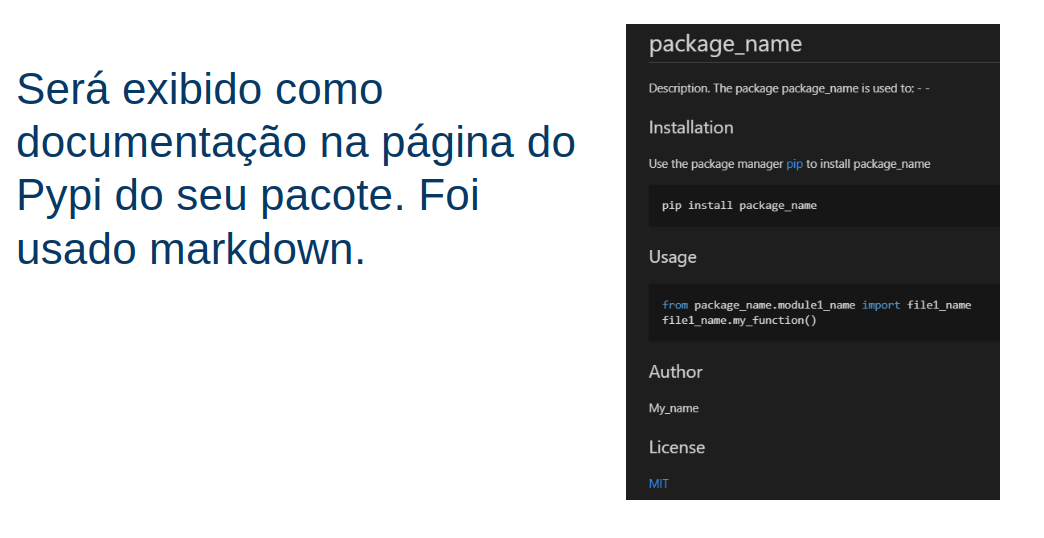 Será exibido como
documentação na página do
Pypi do seu pacote. Foi
usado markdown.
package_name
Description. The package package_name is used to: - -
Installation
Use the package manager pip to install package_name
pip install package_name
Usage
from package_name.module1_name import file1_name
file1_name.my_function()
Author
My_name
License
MIT